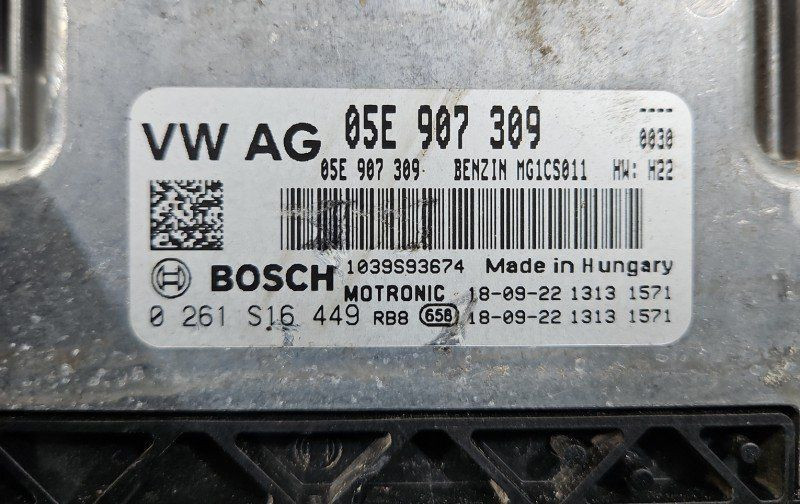 VW AG 05E 907 309 ----
0030
05E 907 309 BENZIN MG1CS011 HW: H22
BOSCH 1039S93674 Made in Hungary
MOTRONIC 18-09-22 1313 1571
0 261 S16 449 RB8 658 18-09-22 1313 1571